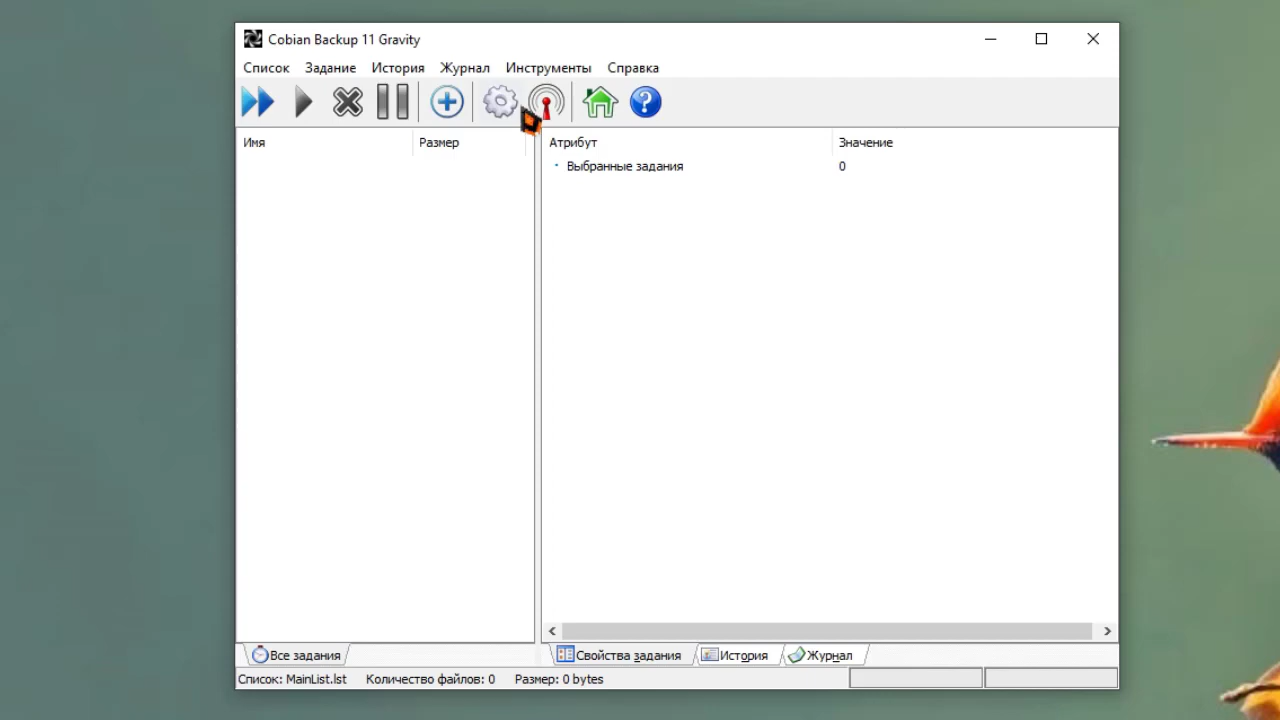 Cobian Backup 11 Gravity
Список Задание История Журнал Инструменты Справка
Имя Размер Атрибут Значение
Выбранные задания 0
Все задания Свойства задания История Журнал
Список: MainList.lst Количество файлов: 0 Размер: 0 bytes